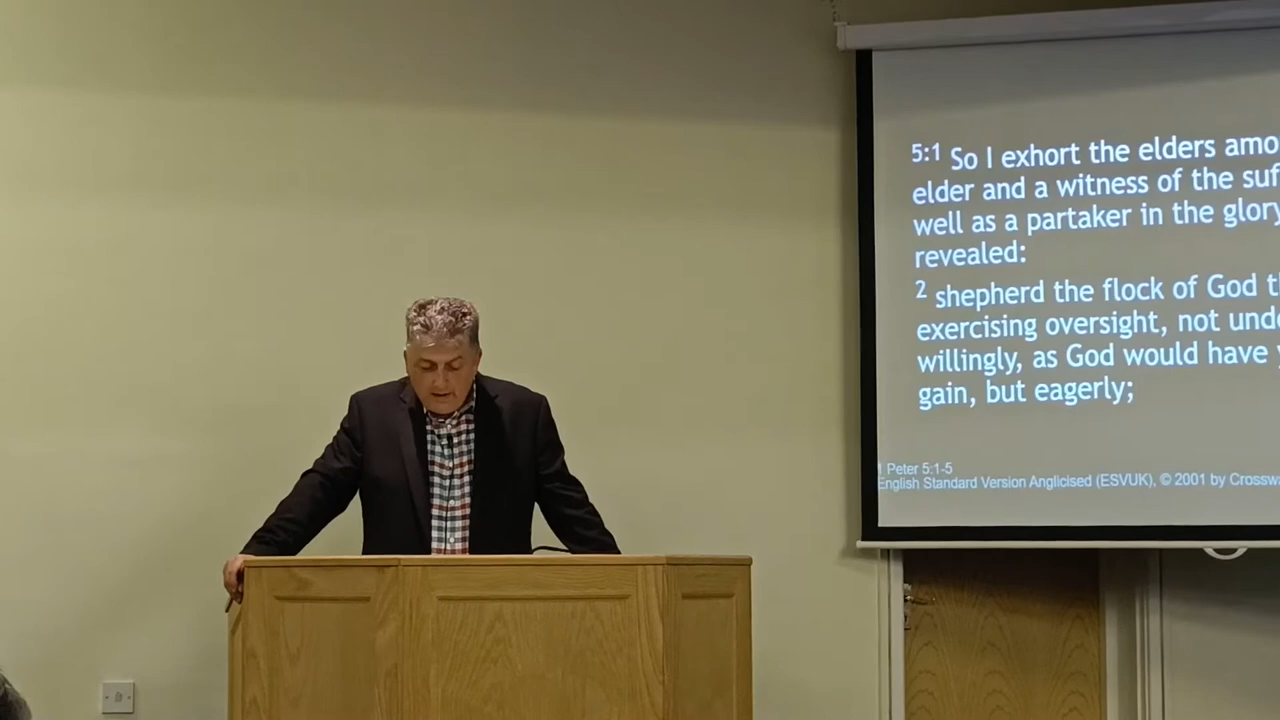 5:1 So I exhort the elders amo
elder and a witness of the suf
well as a partaker in the glory
revealed:
2 shepherd the flock of God t
exercising oversight, not und
willingly, as God would have
gain, but eagerly;
1 Peter 5:1-5
English Standard Version Anglicised (ESVUK), © 2001 by Crossw